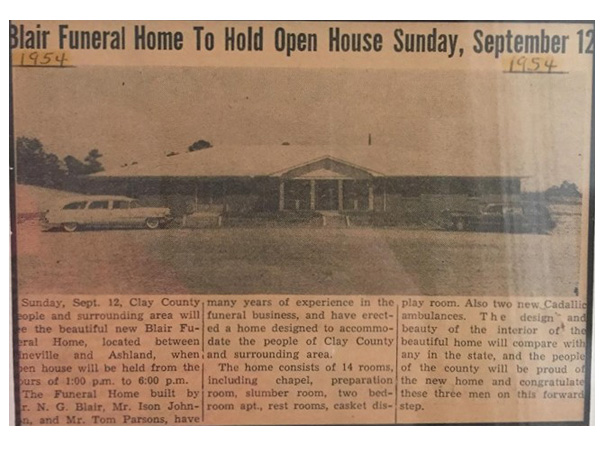 Blair Funeral Home To Hold Open House Sunday, September 12
1954
1954
Sunday, Sept. 12, Clay County
eople and surrounding area will
e the beautiful new Blair Fu-
eral Home, located between
ineville and Ashland, when
pen house will be held from the
ours of 1:00 p.m. to 6:00 p.m.
The Funeral Home built by
r. N. G. Blair, Mr. Ison John-
n, and Mr. Tom Parsons, have
many years of experience in the
funeral business, and have erect-
ed a home designed to accommo-
date the people of Clay County
and surrounding area.
The home consists of 14 rooms,
including chapel, preparation
room, slumber room, two bed-
room apt., rest rooms, casket dis-
play room. Also two new Cadallic
ambulances. The design and
beauty of the interior of the
beautiful home will compare with
any in the state, and the people
of the county will be proud of
the new home and congratulate
these three men on this forward
step.